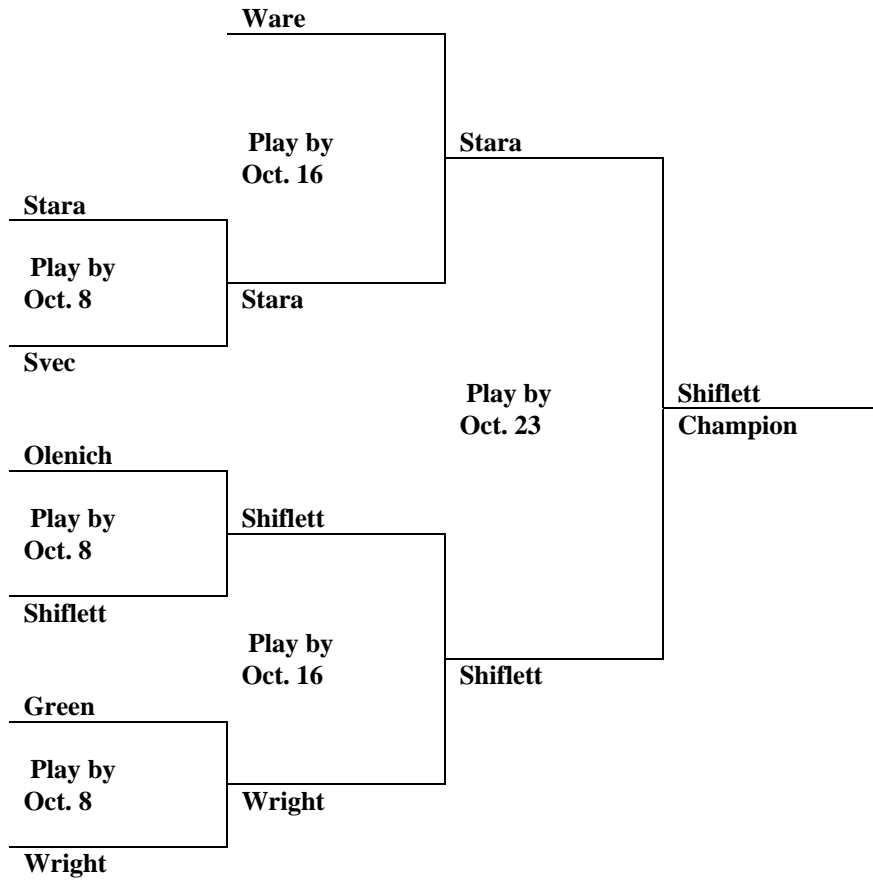 Ware
Play by
Oct. 16
Stara
Stara
Play by
Oct. 8
Stara
Svec
Play by
Oct. 23
Shiflett
Champion
Olenich
Play by
Oct. 8
Shiflett
Shiflett
Play by
Oct. 16
Shiflett
Green
Play by
Oct. 8
Wright
Wright